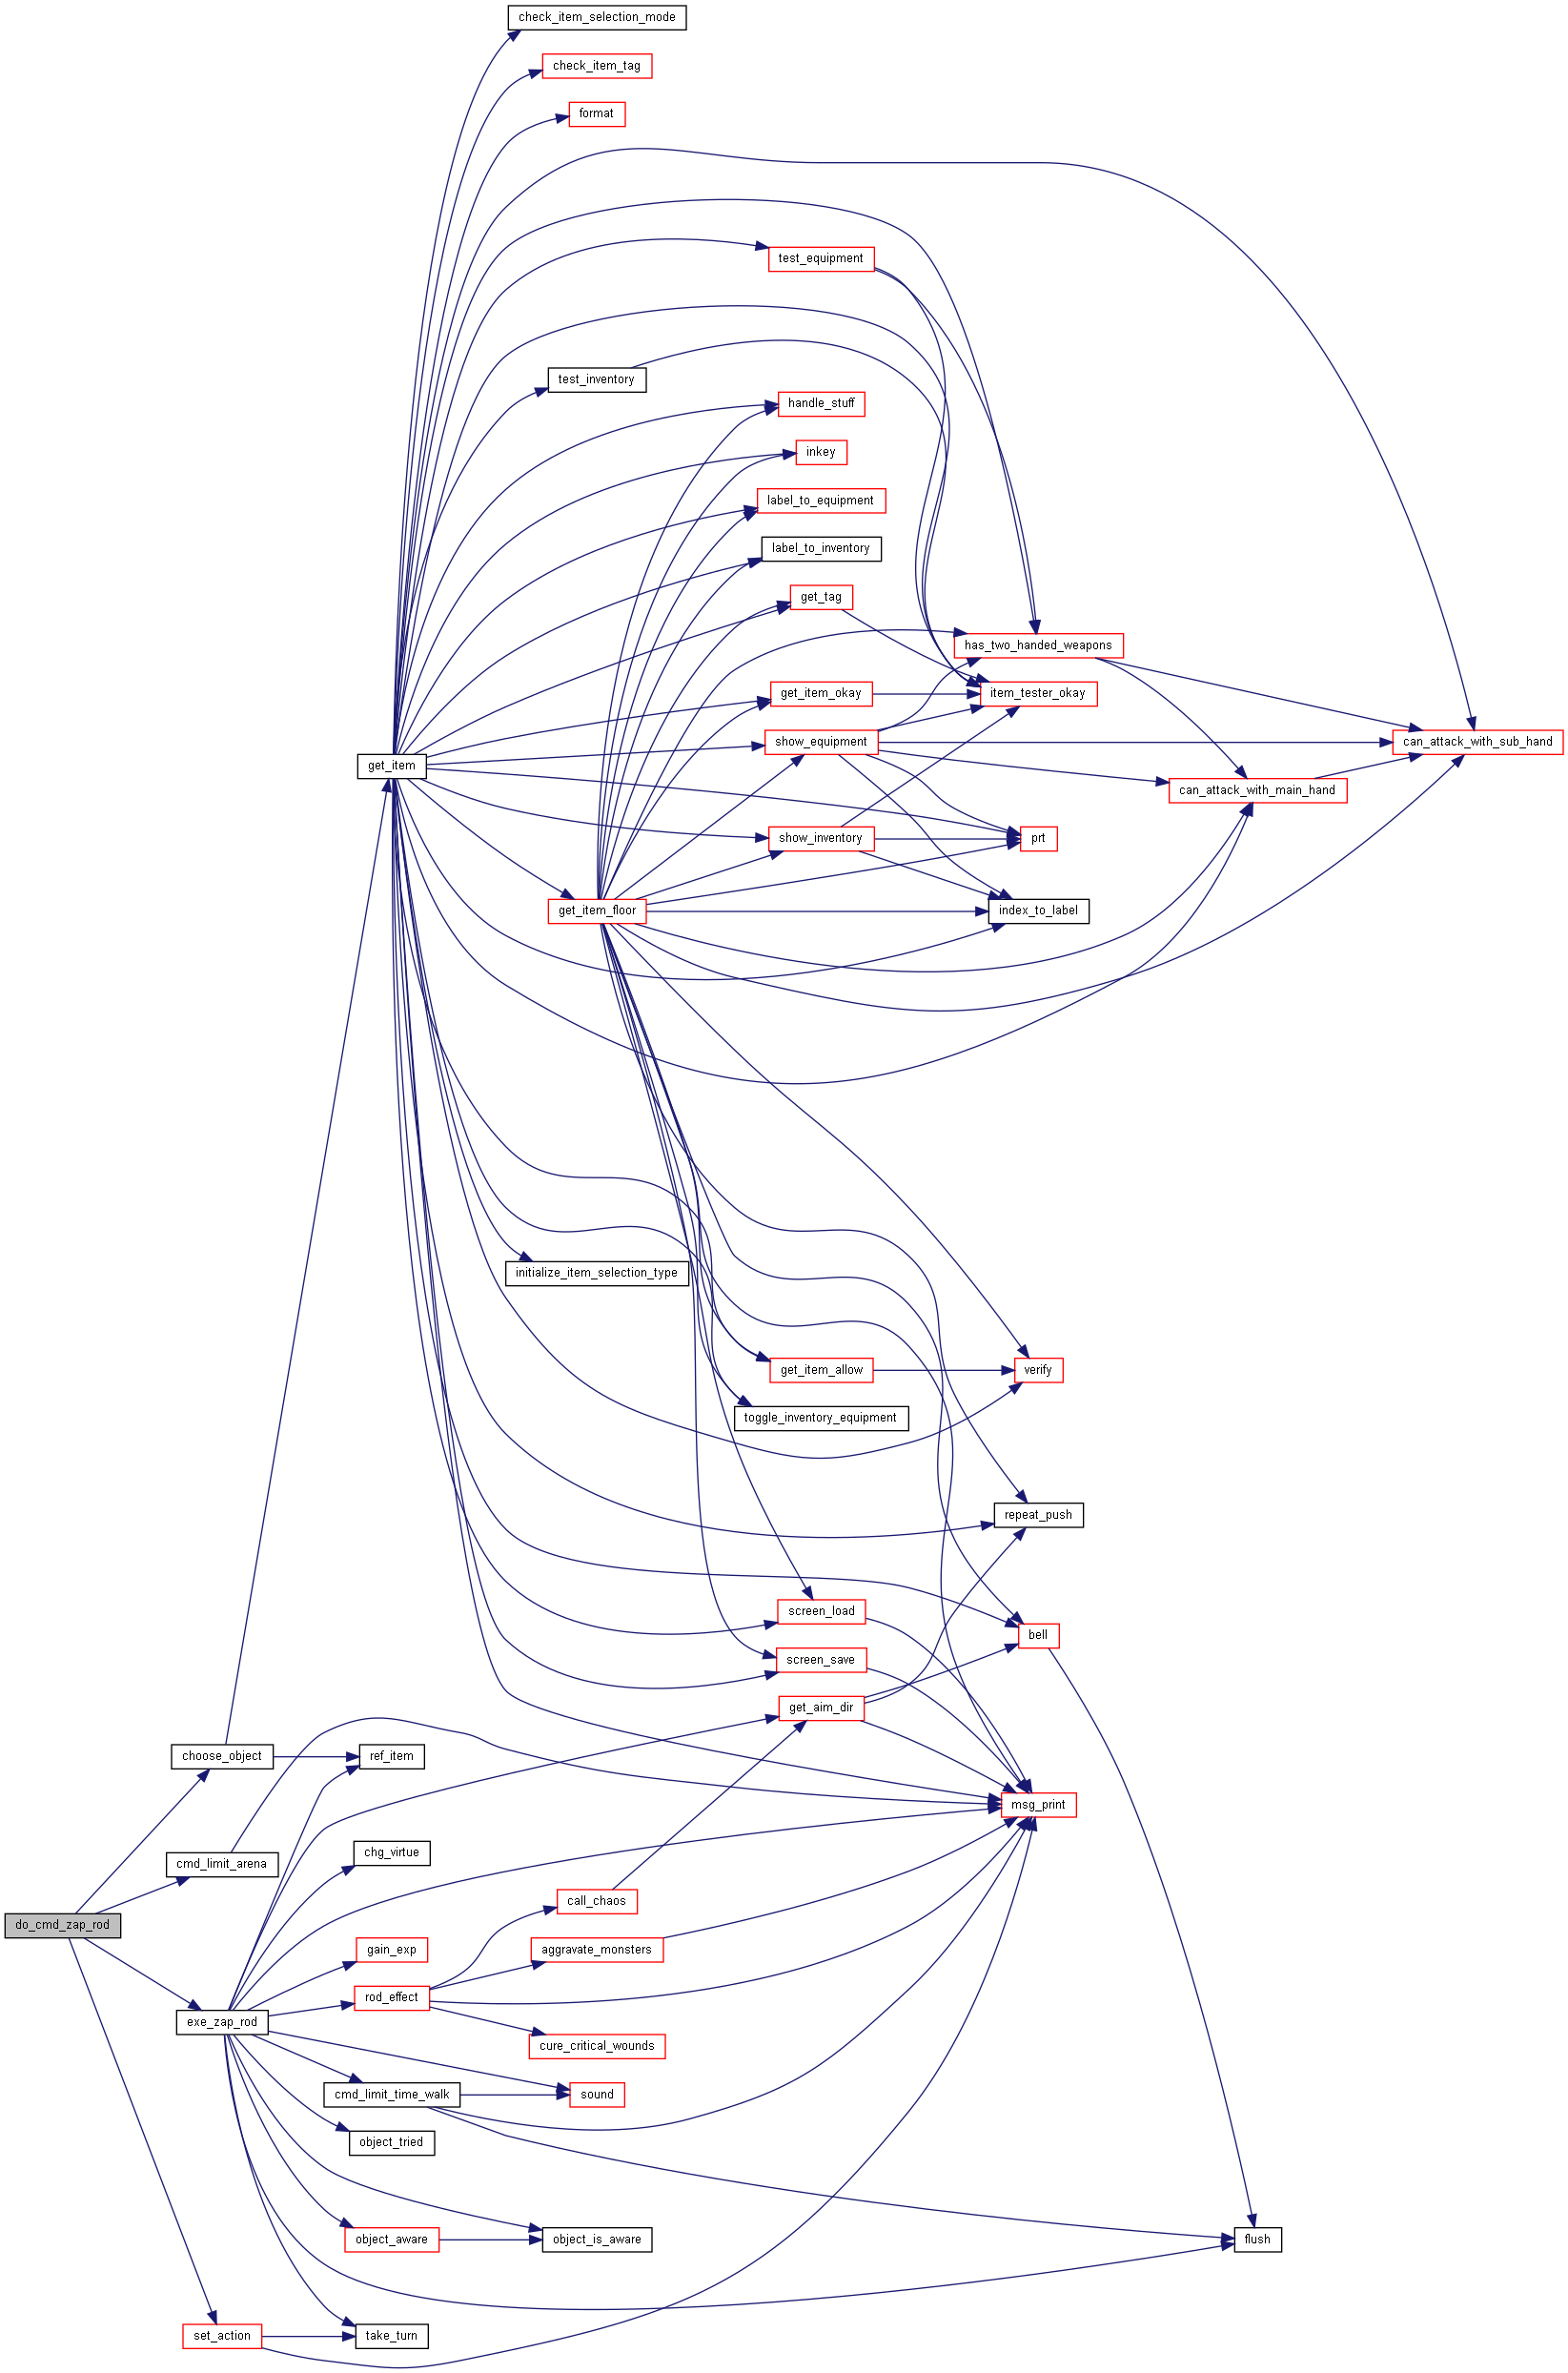 check_item_selection_mode
check_item_tag
format
test_equipment
test_inventory
handle_stuff
inkey
label_to_equipment
label_to_inventory
get_tag
has_two_handed_weapons
get_item_okay
item_tester_okay
show_equipment
can_attack_with_sub_hand
get_item
can_attack_with_main_hand
show_inventory
prt
get_item_floor
index_to_label
initialize_item_selection_type
get_item_allow
verify
toggle_inventory_equipment
repeat_push
screen_load
bell
screen_save
get_aim_dir
choose_object
ref_item
msg_print
chg_virtue
cmd_limit_arena
call_chaos
do_cmd_zap_rod
gain_exp
aggravate_monsters
rod_effect
exe_zap_rod
cure_critical_wounds
cmd_limit_time_walk
sound
object_tried
object_aware
object_is_aware
flush
set_action
take_turn